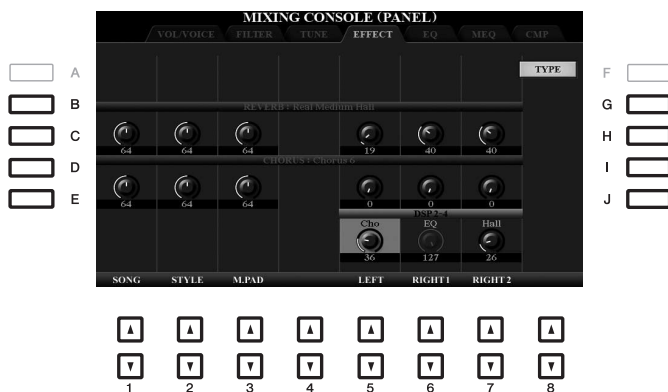 MIXING CONSOLE (PANEL)
VOL/VOICE FILTER TUNE EFFECT EQ MEQ CMP
A TYPE F
B G
REVERB : Real Medium Hall
C H
64 64 64 19 40 40
D CHORUS : Chorus 6 I
E J
64 64 64 0 0 0
DSP 2-4
Cho EQ Hall
36 127 26
SONG STYLE M.PAD LEFT RIGHT 1 RIGHT 2
1 2 3 4 5 6 7 8